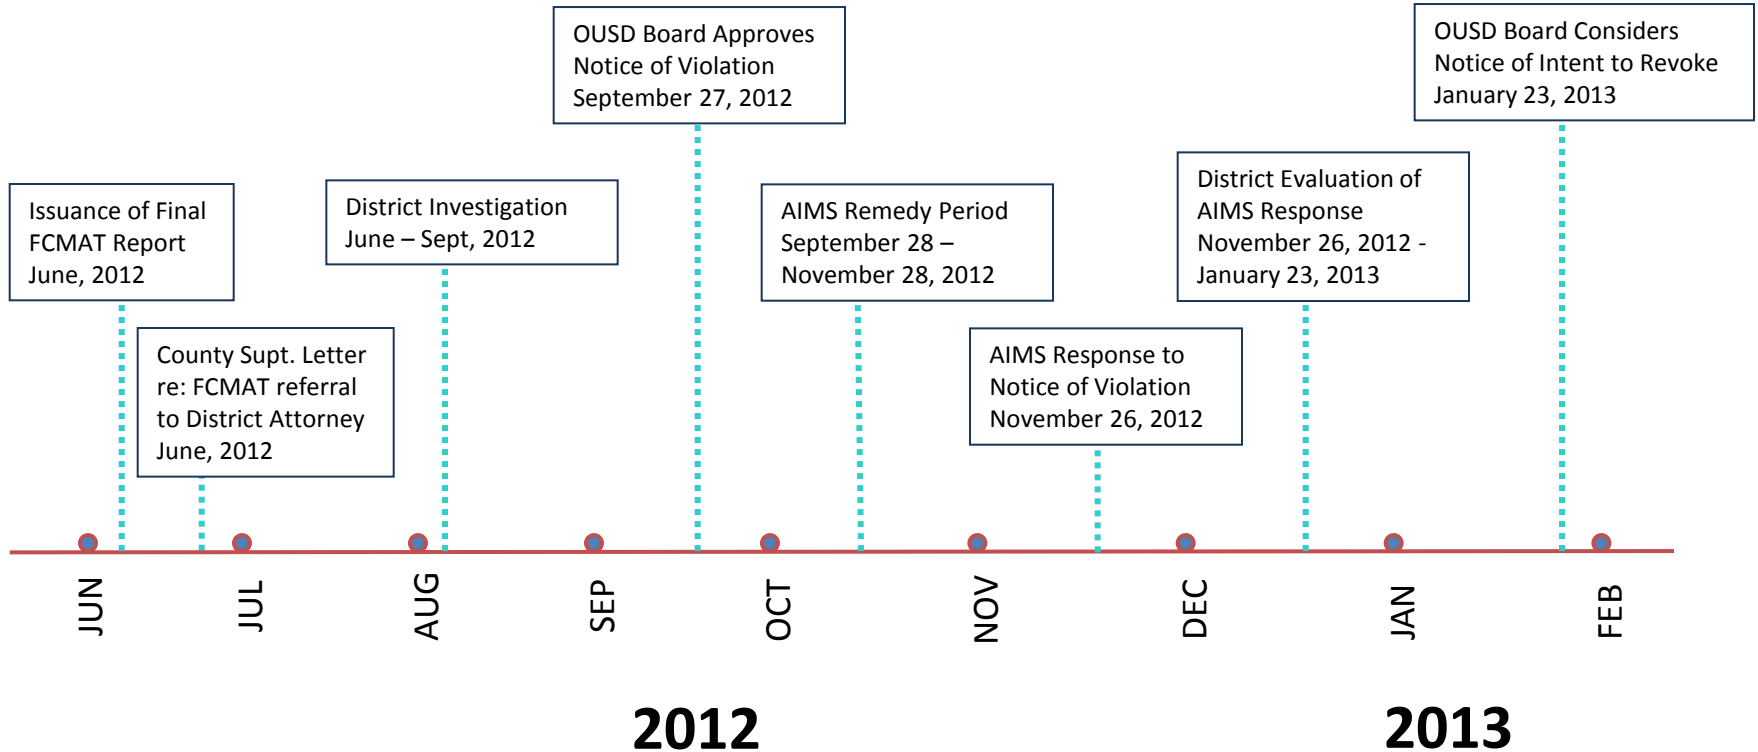 OUSD Board Approves
Notice of Violation
September 27, 2012
OUSD Board Considers
Notice of Intent to Revoke
January 23, 2013
Issuance of Final
FCMAT Report
June, 2012
District Investigation
June – Sept, 2012
AIMS Remedy Period
September 28 –
November 28, 2012
District Evaluation of
AIMS Response
November 26, 2012 -
January 23, 2013
County Supt. Letter
re: FCMAT referral
to District Attorney
June, 2012
AIMS Response to
Notice of Violation
November 26, 2012
JUN
JUL
AUG
SEP
OCT
NOV
DEC
JAN
FEB
2012
2013